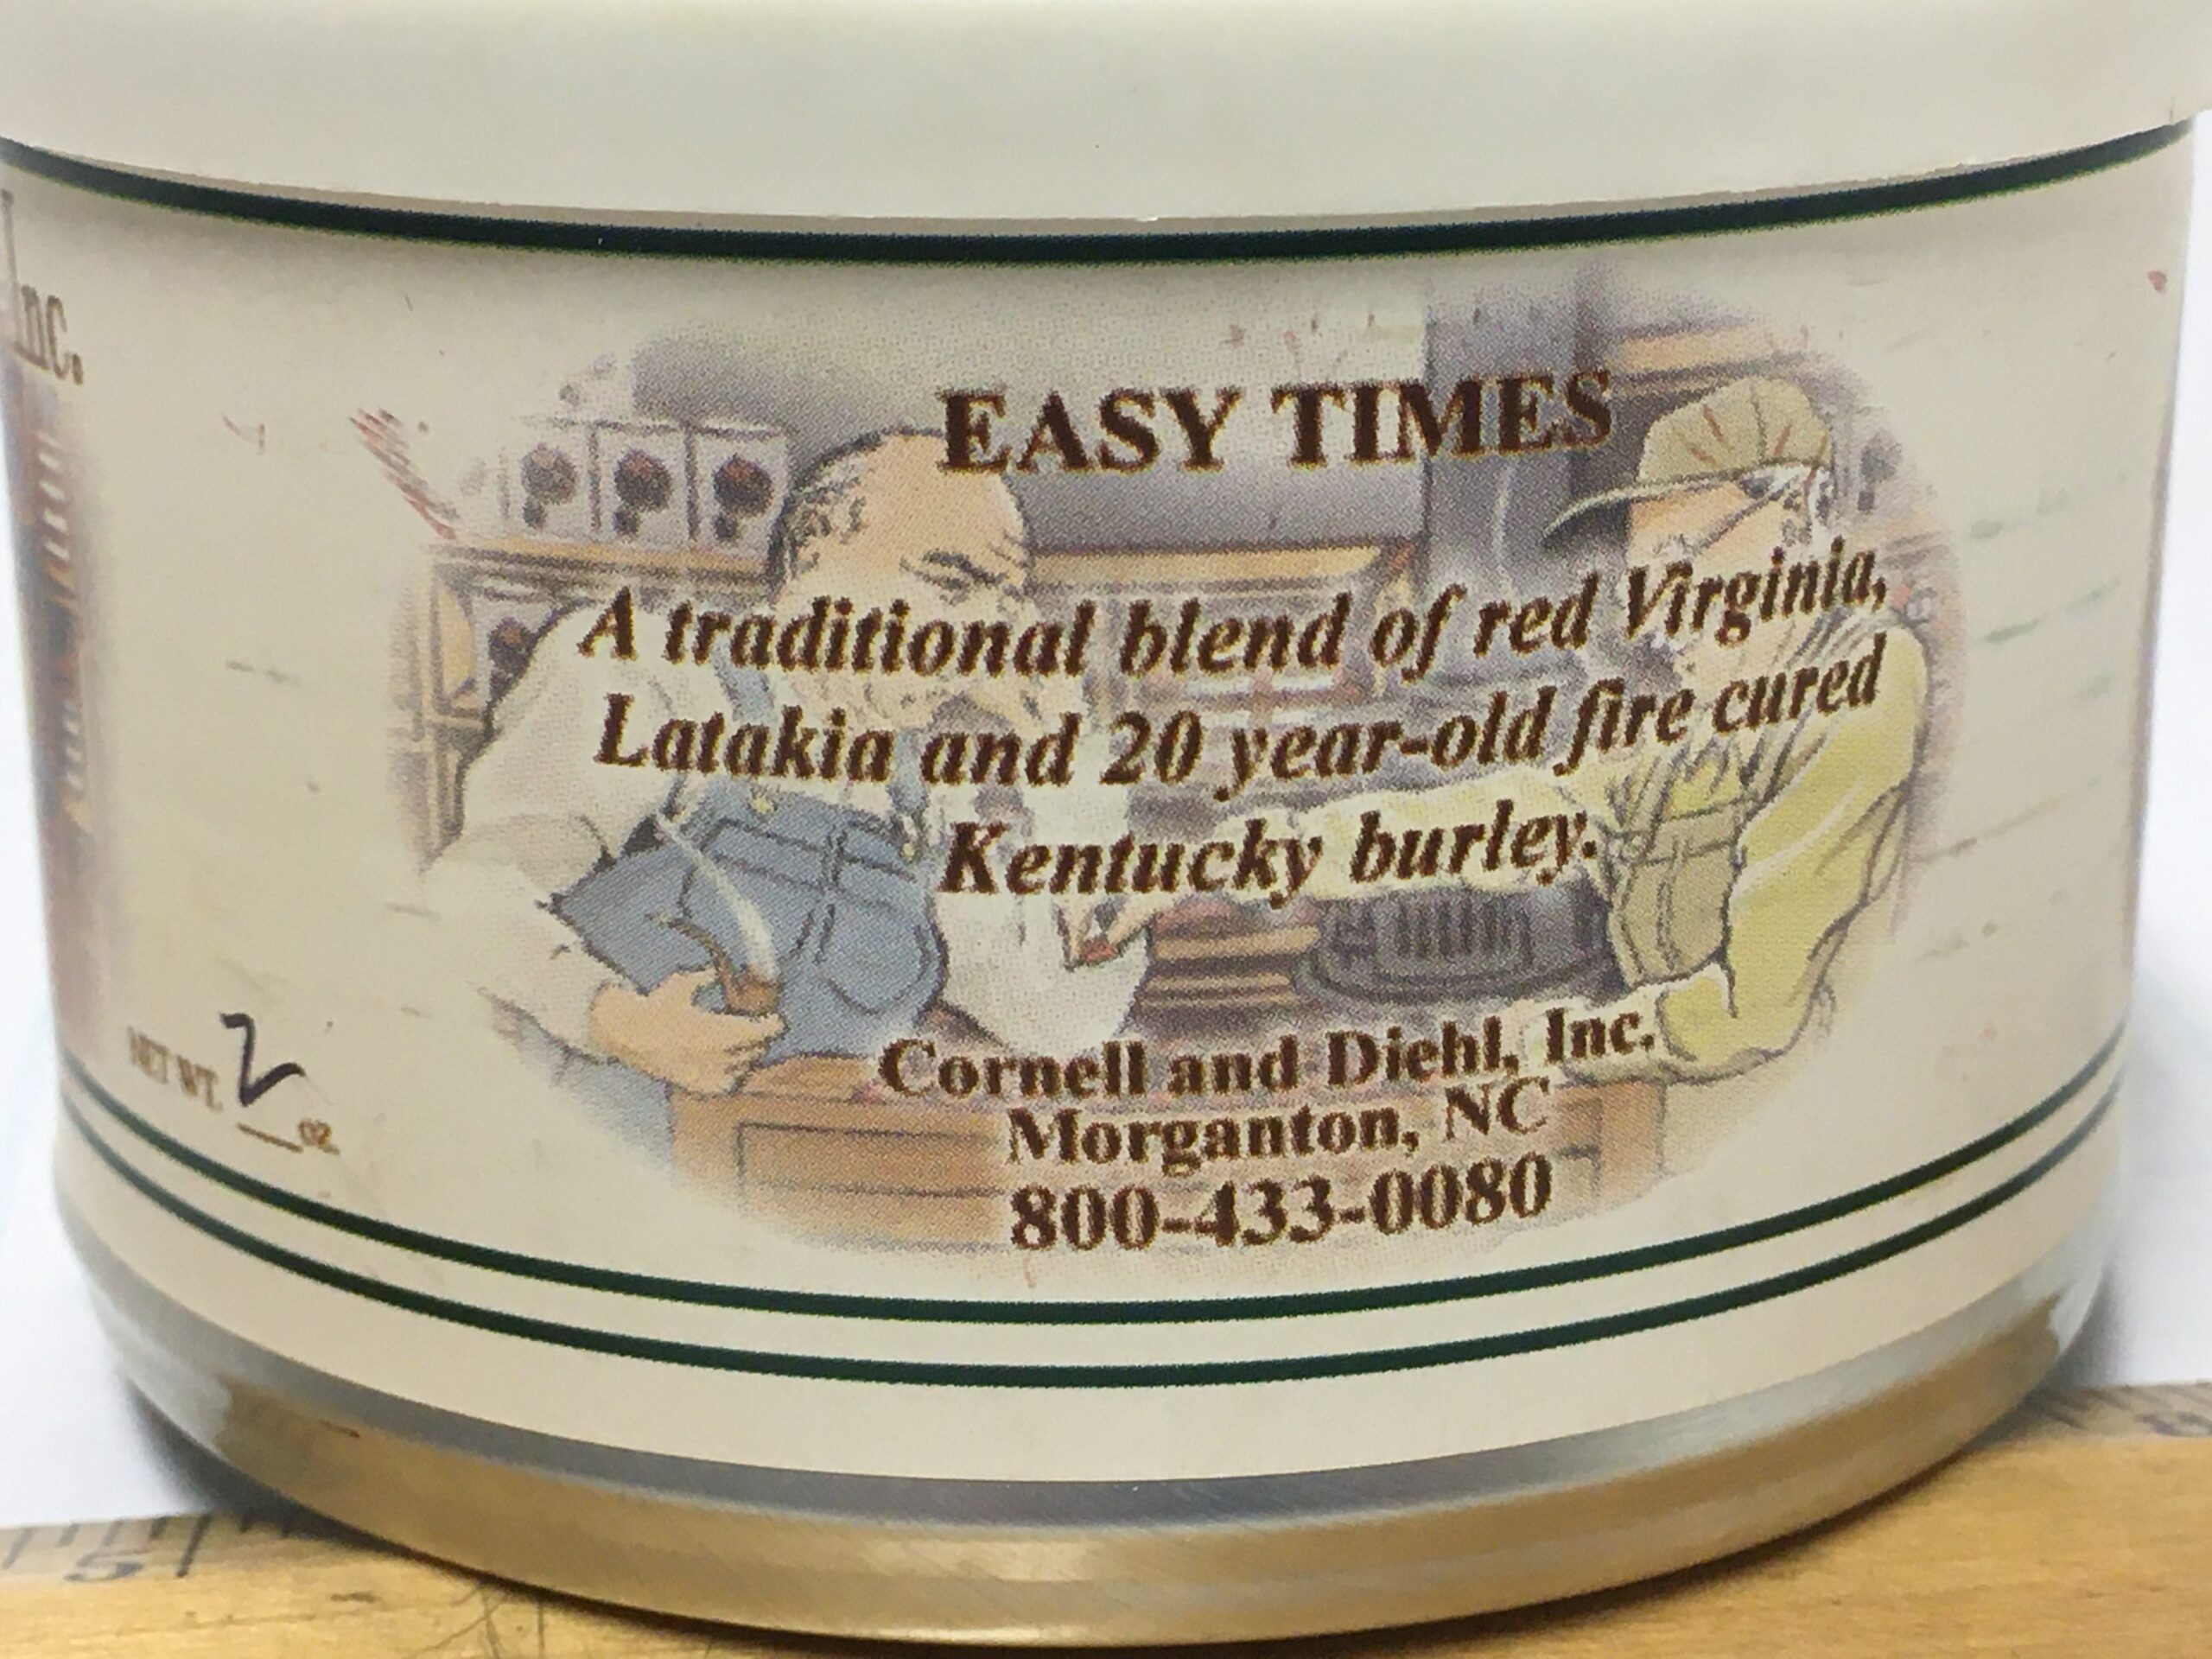 Inc.
EASY TIMES
A traditional blend of red Virginia,
Latakia and 20 year-old fire cured
Kentucky burley.
NET WT. 2 oz.
Cornell and Diehl, Inc.
Morganton, NC
800-433-0080
5